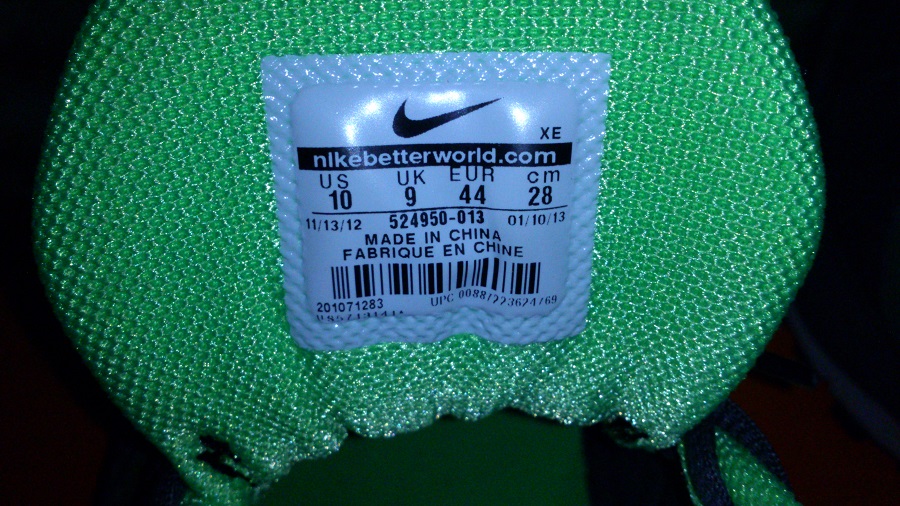 XE
nikebetterworld.com
US UK EUR cm
10 9 44 28
11/13/12 524950-013 01/10/13
MADE IN CHINA
FABRIQUE EN CHINE
201071283 UPC